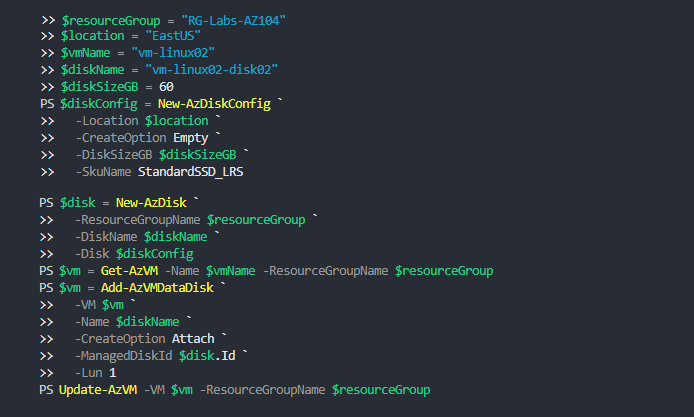 >> $resourceGroup = "RG-Labs-AZ104"
>> $location = "EastUS"
>> $vmName = "vm-linux02"
>> $diskName = "vm-linux02-disk02"
>> $diskSizeGB = 60
PS $diskConfig = New-AzDiskConfig `
>>   -Location $location `
>>   -CreateOption Empty `
>>   -DiskSizeGB $diskSizeGB `
>>   -SkuName StandardSSD_LRS
PS $disk = New-AzDisk `
>>   -ResourceGroupName $resourceGroup `
>>   -DiskName $diskName `
>>   -Disk $diskConfig
PS $vm = Get-AzVM -Name $vmName -ResourceGroupName $resourceGroup
PS $vm = Add-AzVMDataDisk `
>>   -VM $vm `
>>   -Name $diskName `
>>   -CreateOption Attach `
>>   -ManagedDiskId $disk.Id `
>>   -Lun 1
PS Update-AzVM -VM $vm -ResourceGroupName $resourceGroup